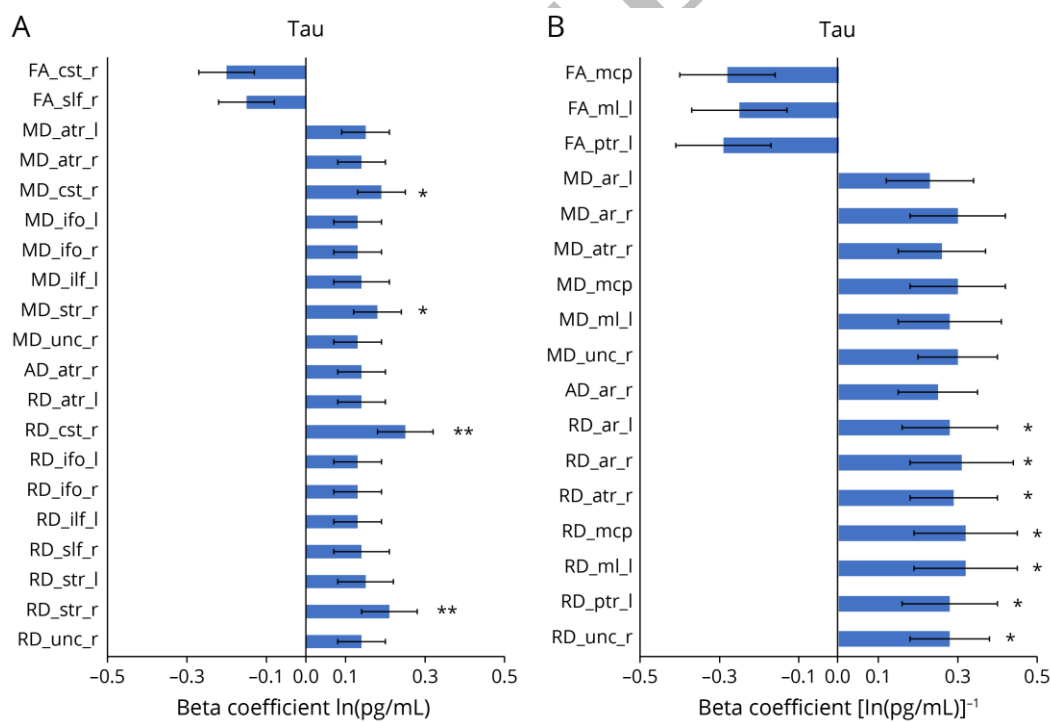 A
Tau
FA_cst_r
FA_slf_r
MD_atr_l
MD_atr_r
MD_cst_r *
MD_ifo_l
MD_ifo_r
MD_ilf_l
MD_str_r *
MD_unc_r
AD_atr_r
RD_atr_l
RD_cst_r **
RD_ifo_l
RD_ifo_r
RD_ilf_l
RD_slf_r
RD_str_l
RD_str_r **
RD_unc_r
−0.5 −0.3 −0.1 0.0 0.1 0.3 0.5
Beta coefficient ln(pg/mL)
B
Tau
FA_mcp
FA_ml_l
FA_ptr_l
MD_ar_l
MD_ar_r
MD_atr_r
MD_mcp
MD_ml_l
MD_unc_r
AD_ar_r
RD_ar_l *
RD_ar_r *
RD_atr_r *
RD_mcp *
RD_ml_l *
RD_ptr_l *
RD_unc_r *
−0.5 −0.3 −0.1 0.0 0.1 0.3 0.5
Beta coefficient [ln(pg/mL)]⁻¹